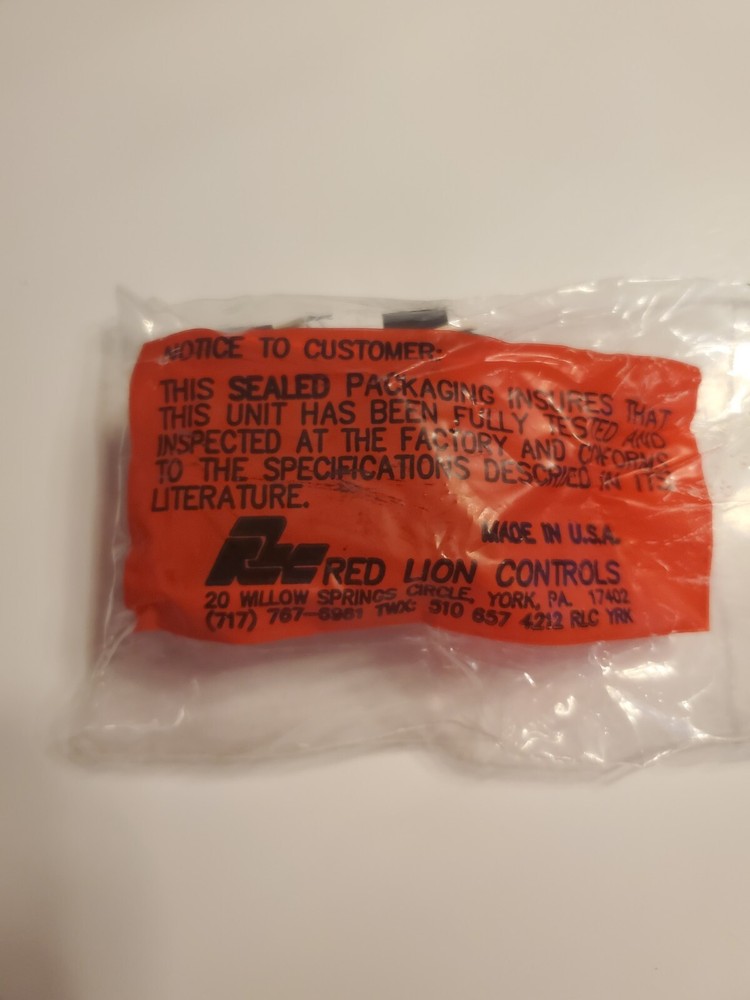 NOTICE TO CUSTOMER:
THIS SEALED PACKAGING INSURES THAT
THIS UNIT HAS BEEN FULLY TESTED AND
INSPECTED AT THE FACTORY AND CONFORMS
TO THE SPECIFICATIONS DESCRIBED IN ITS
LITERATURE.
MADE IN U.S.A.
RLC RED LION CONTROLS
20 WILLOW SPRINGS CIRCLE, YORK, PA. 17402
(717) 767-6961 TWX: 510 657 4212 RLC YRK